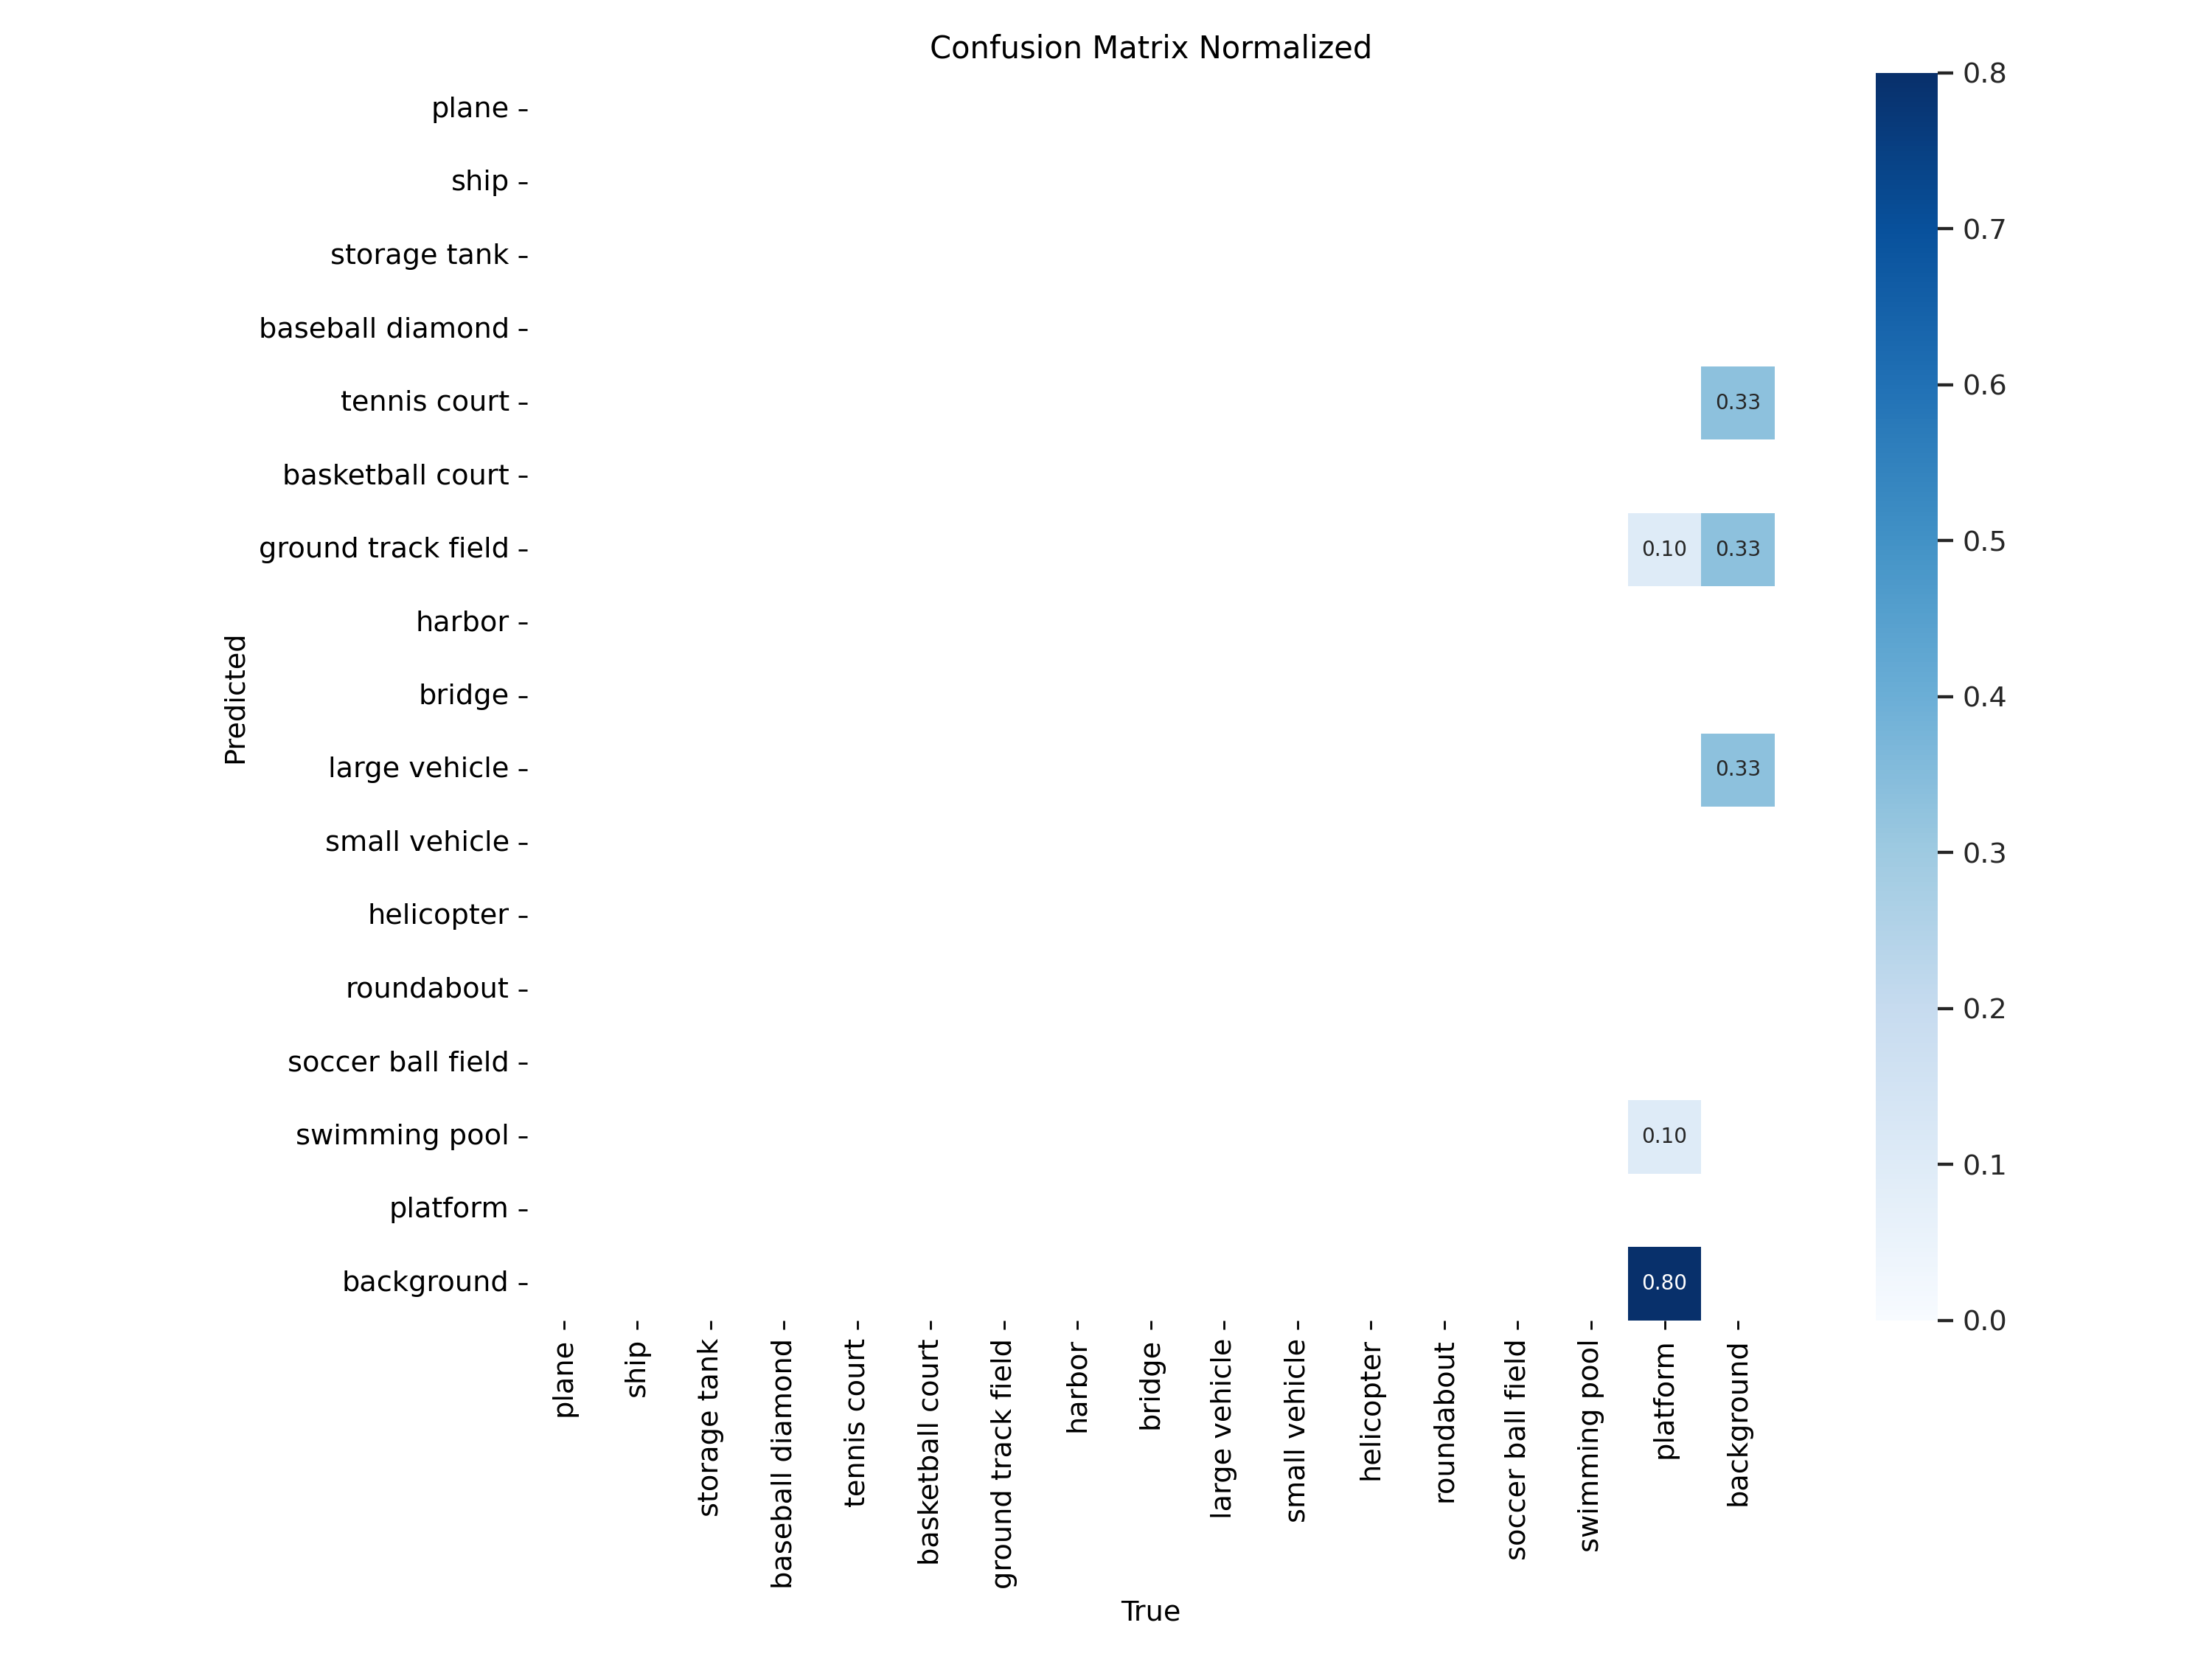 Confusion Matrix Normalized
plane
ship
storage tank
baseball diamond
tennis court
basketball court
ground track field
harbor
bridge
large vehicle
small vehicle
helicopter
roundabout
soccer ball field
swimming pool
platform
background
Predicted
0.33
0.10 0.33
0.33
0.10
0.80
plane
ship
storage tank
baseball diamond
tennis court
basketball court
ground track field
harbor
bridge
large vehicle
small vehicle
helicopter
roundabout
soccer ball field
swimming pool
platform
background
True
0.8
0.7
0.6
0.5
0.4
0.3
0.2
0.1
0.0